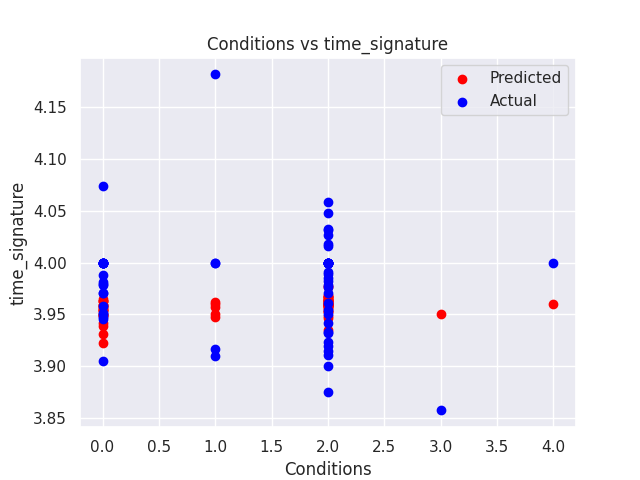 Conditions vs time_signature
Predicted
Actual
time_signature
4.15
4.10
4.05
4.00
3.95
3.90
3.85
0.0 0.5 1.0 1.5 2.0 2.5 3.0 3.5 4.0
Conditions